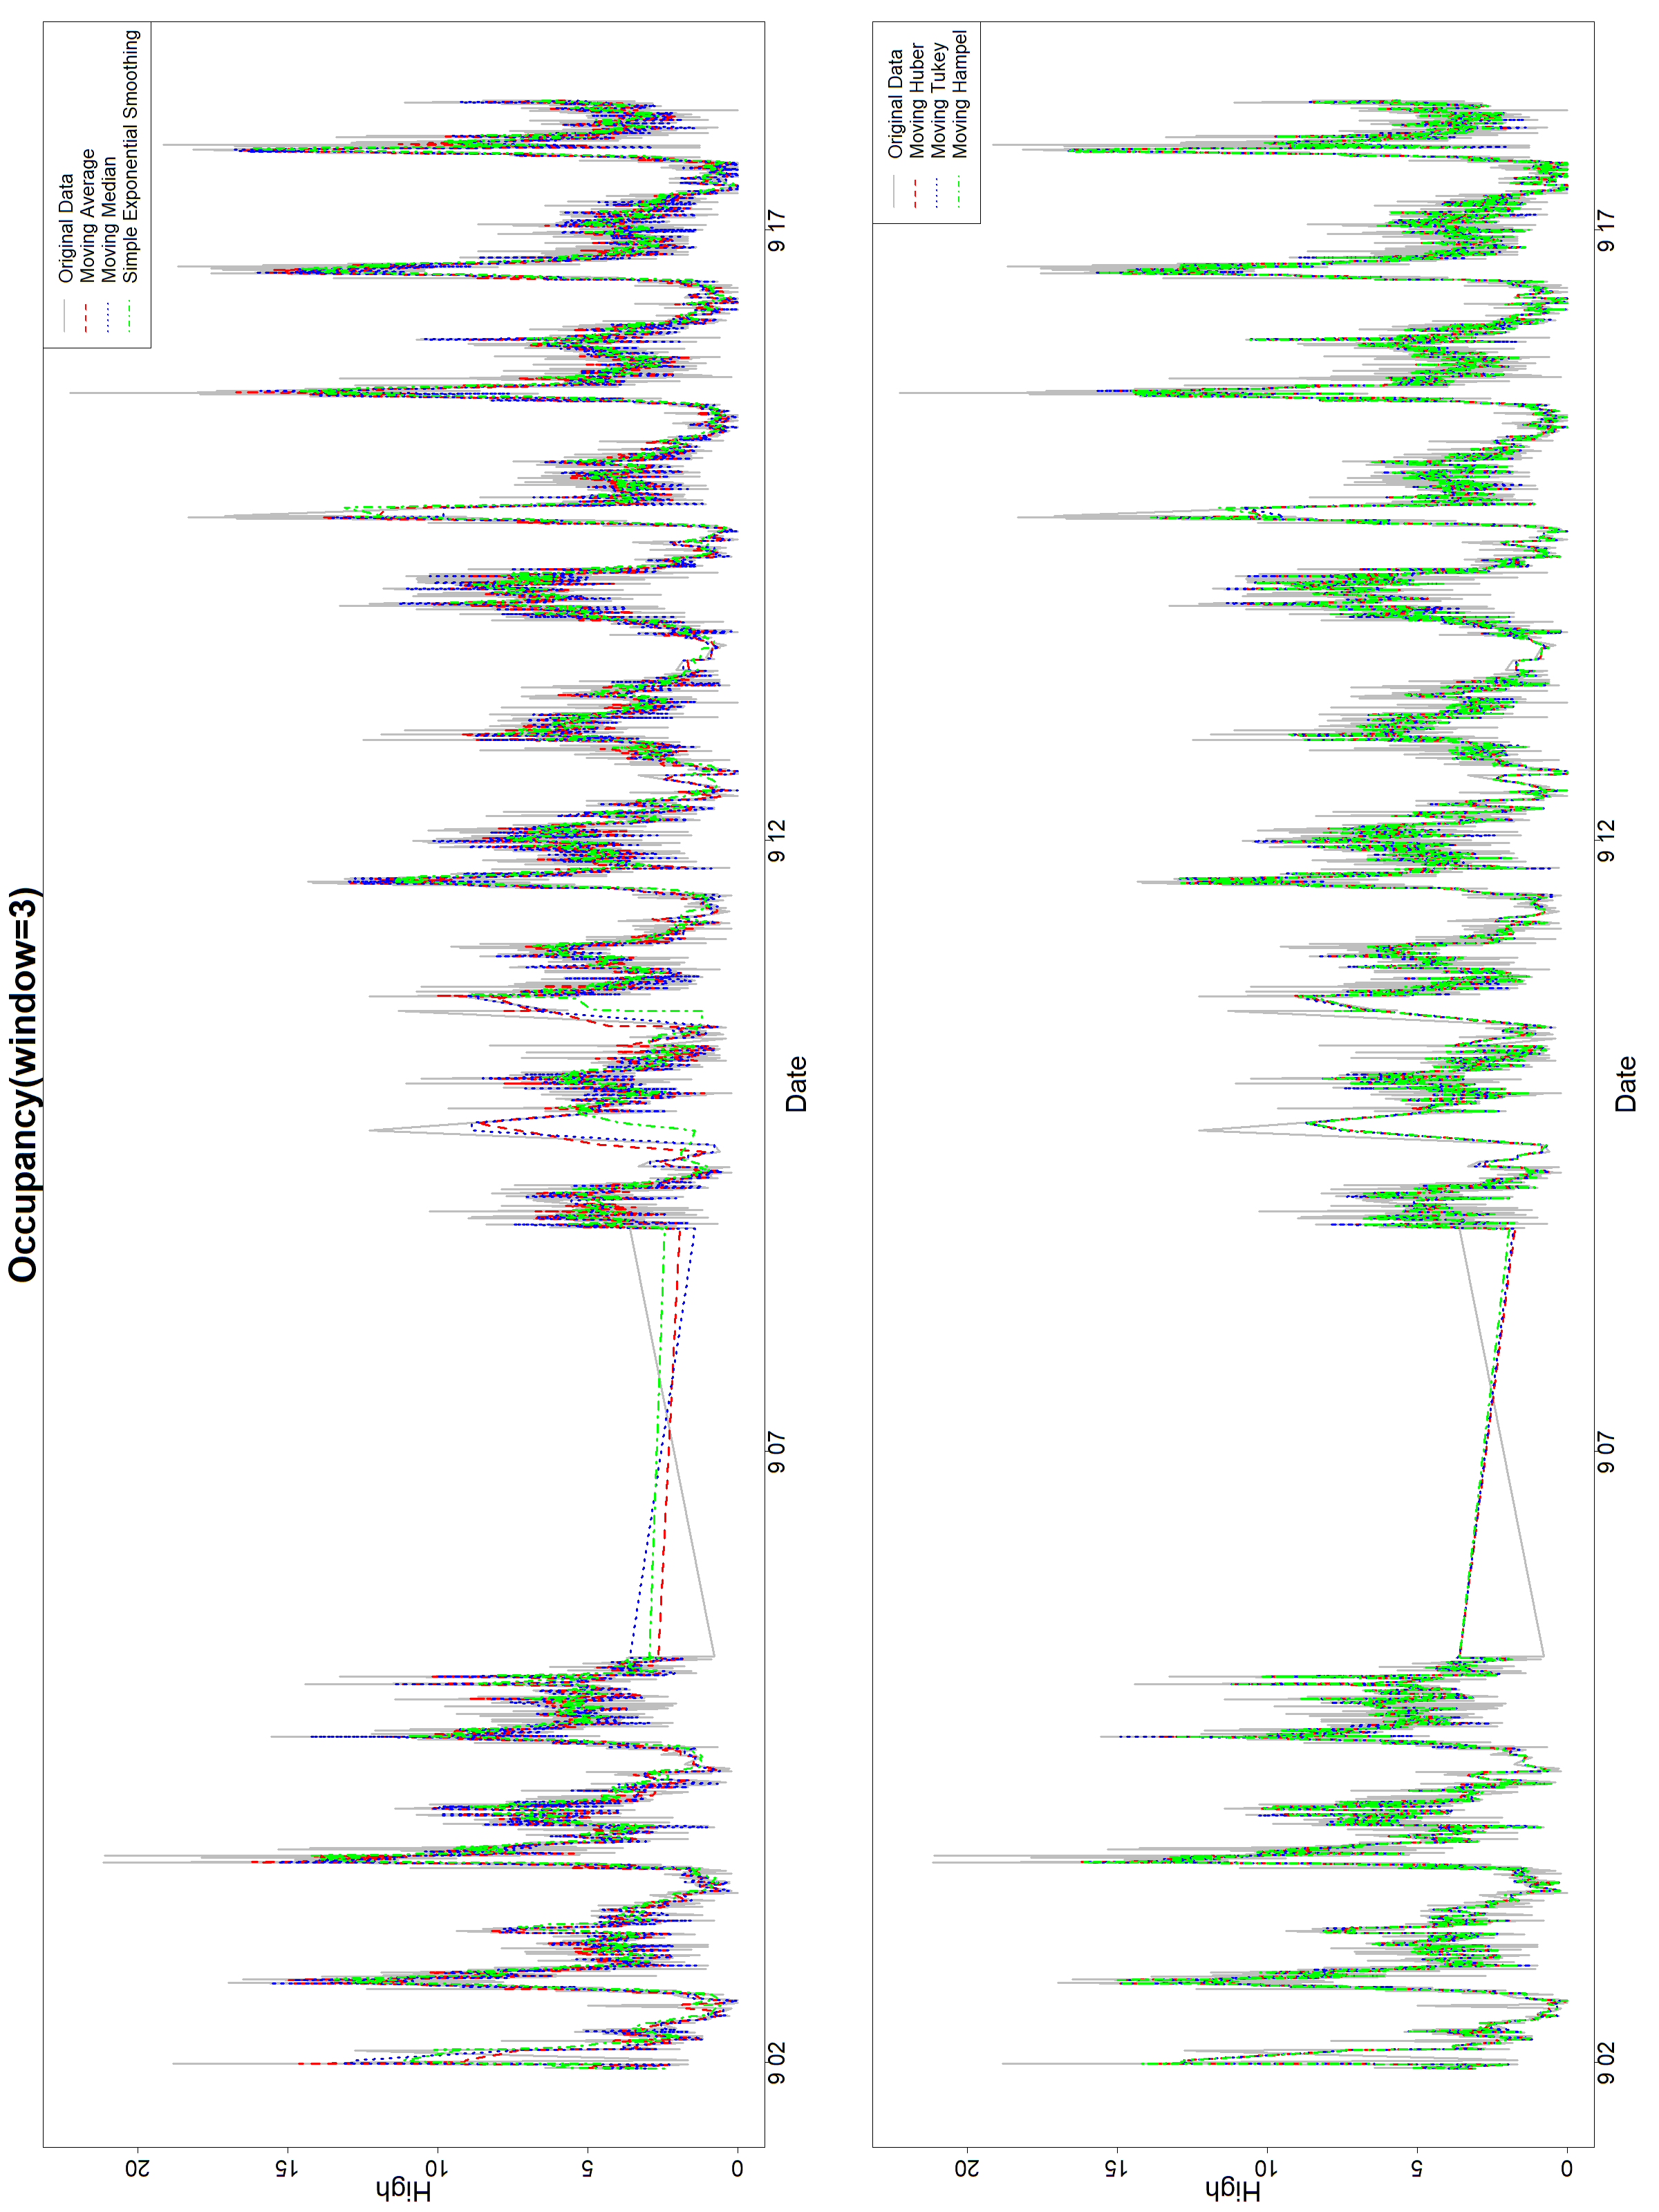 Occupancy(window=3)
Original Data
Moving Average
Moving Median
Simple Exponential Smoothing
High
0
5
10
15
20
9 02
9 07
9 12
9 17
Date
Original Data
Moving Huber
Moving Tukey
Moving Hampel
High
0
5
10
15
20
9 02
9 07
9 12
9 17
Date